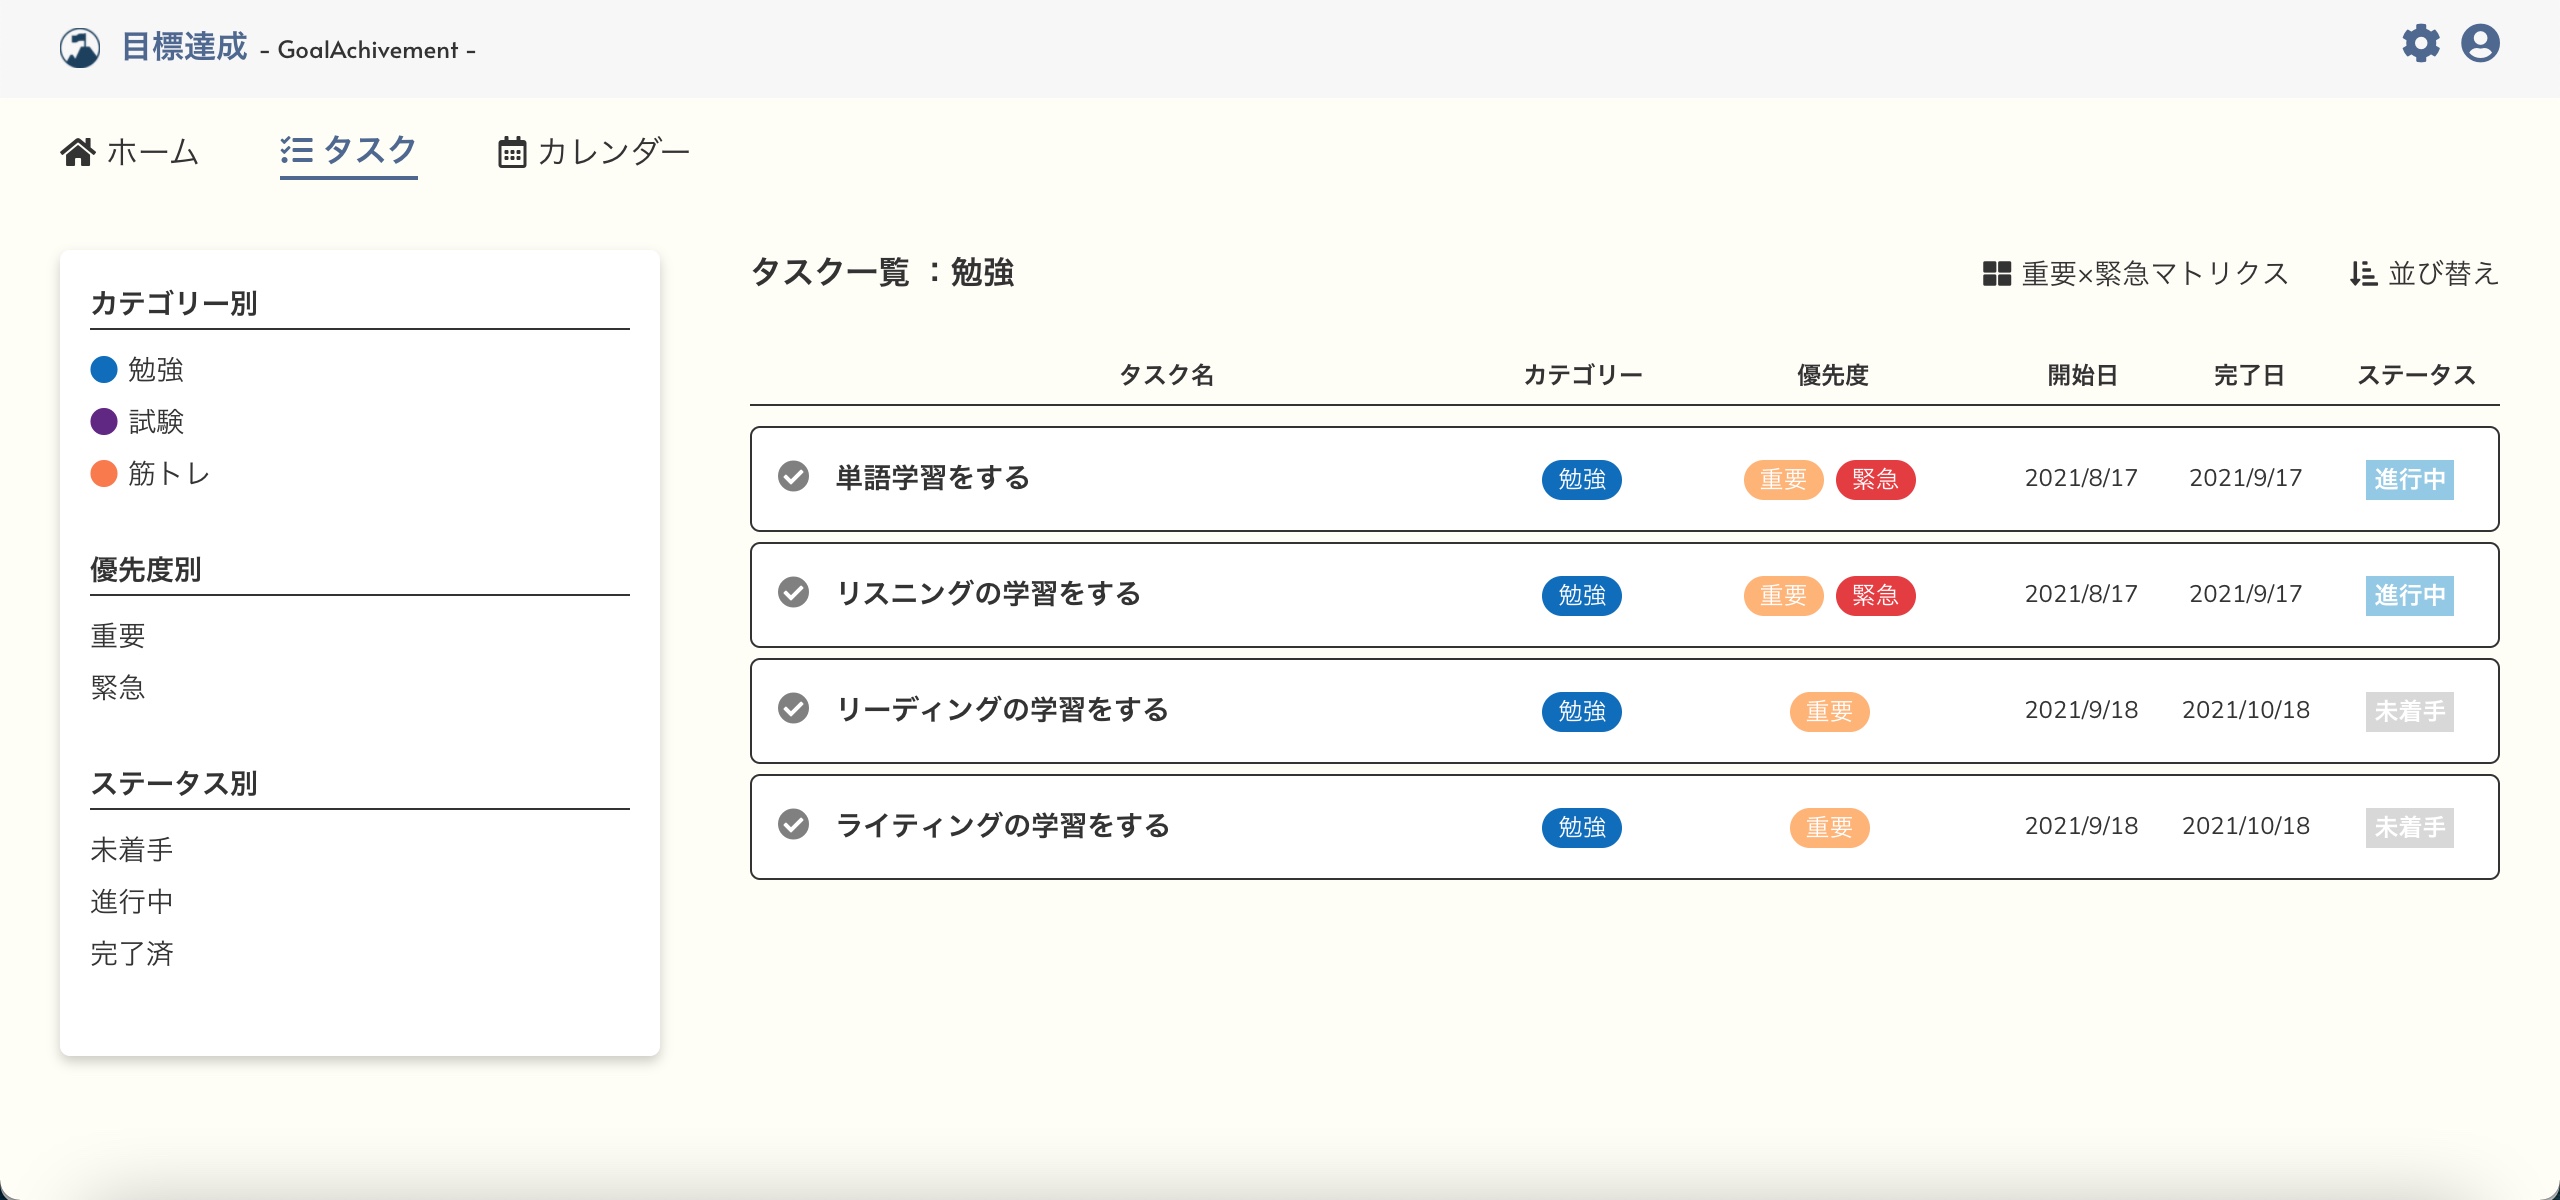 目標達成 - GoalAchivement -
ホーム タスク カレンダー
カテゴリー別
勉強
試験
筋トレ
優先度別
重要
緊急
ステータス別
未着手
進行中
完了済
タスク一覧 ：勉強 重要×緊急マトリクス 並び替え
タスク名 カテゴリー 優先度 開始日 完了日 ステータス
単語学習をする 勉強 重要 緊急 2021/8/17 2021/9/17 進行中
リスニングの学習をする 勉強 重要 緊急 2021/8/17 2021/9/17 進行中
リーディングの学習をする 勉強 重要 2021/9/18 2021/10/18 未着手
ライティングの学習をする 勉強 重要 2021/9/18 2021/10/18 未着手